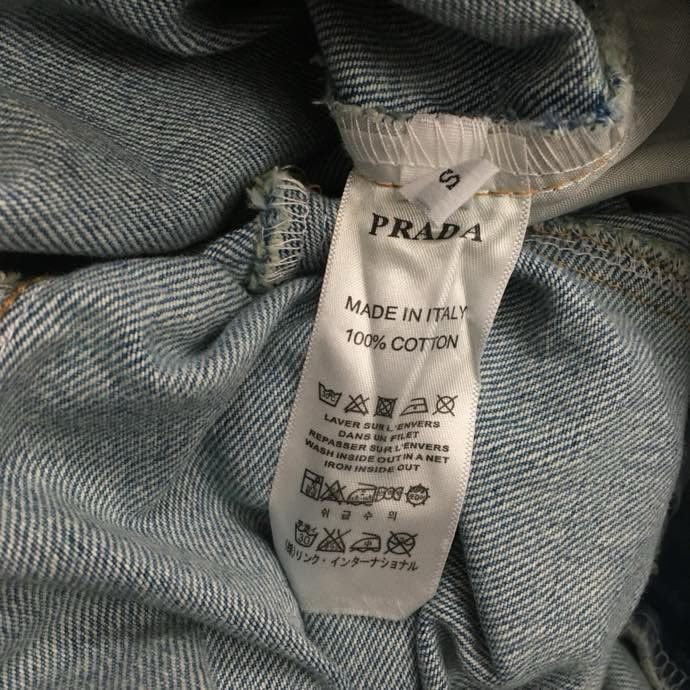 S
PRADA
MADE IN ITALY
100% COTTON
LAVER SUR L'ENVERS
DANS UN FILET
REPASSER SUR L'ENVERS
WASH INSIDE OUT IN A NET
IRON INSIDE OUT
취 급 주 의
30 中
(株)リンク・インターナショナル